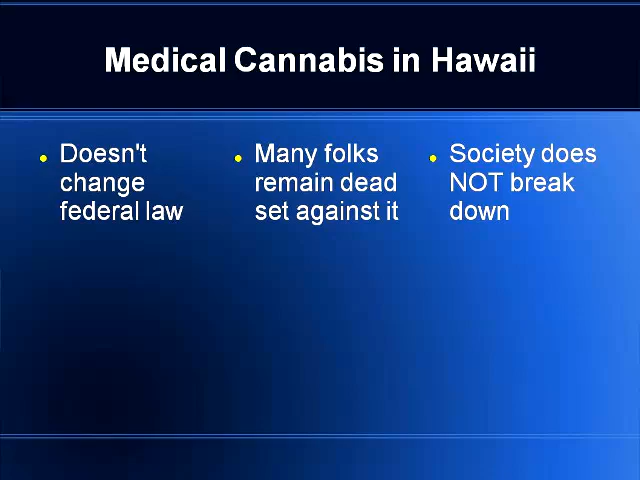 Medical Cannabis in Hawaii
Doesn't
change
federal law
Many folks
remain dead
set against it
Society does
NOT break
down